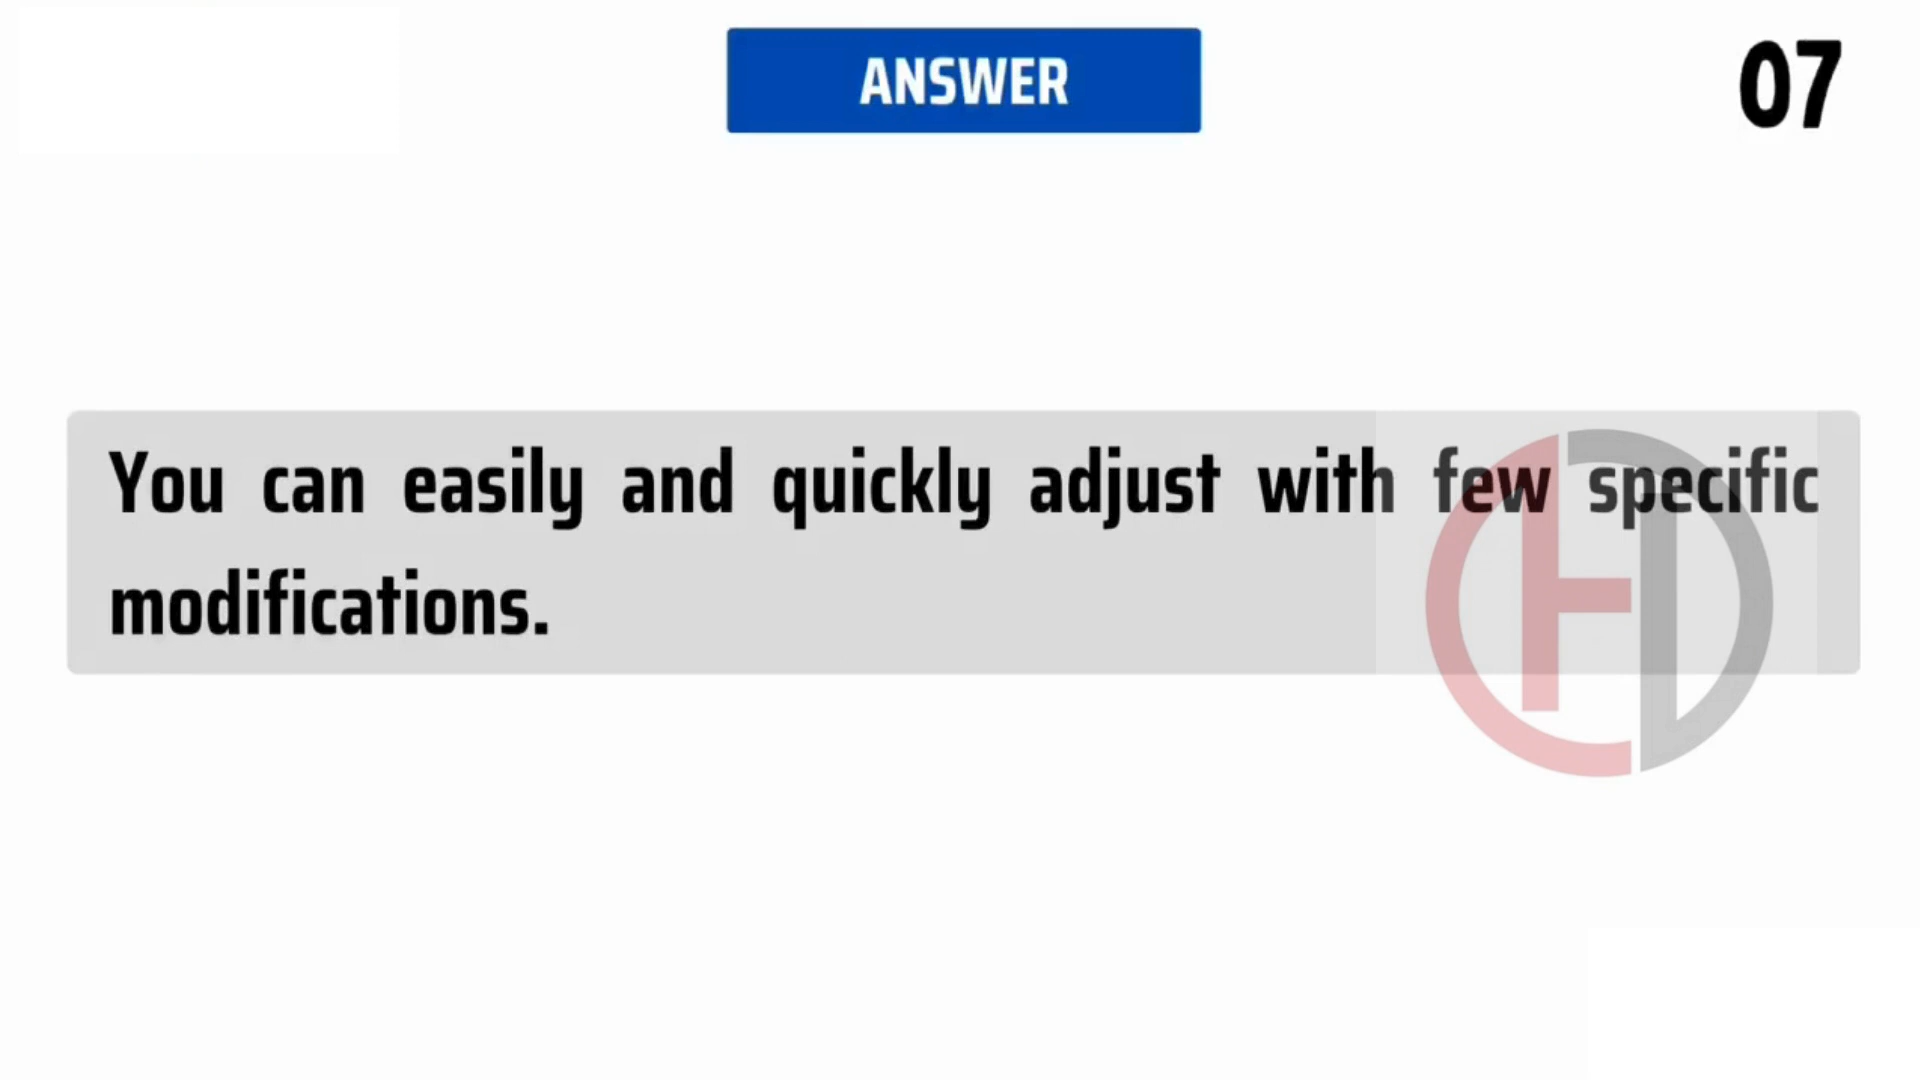 ANSWER
07
You can easily and quickly adjust with few specific
modifications.